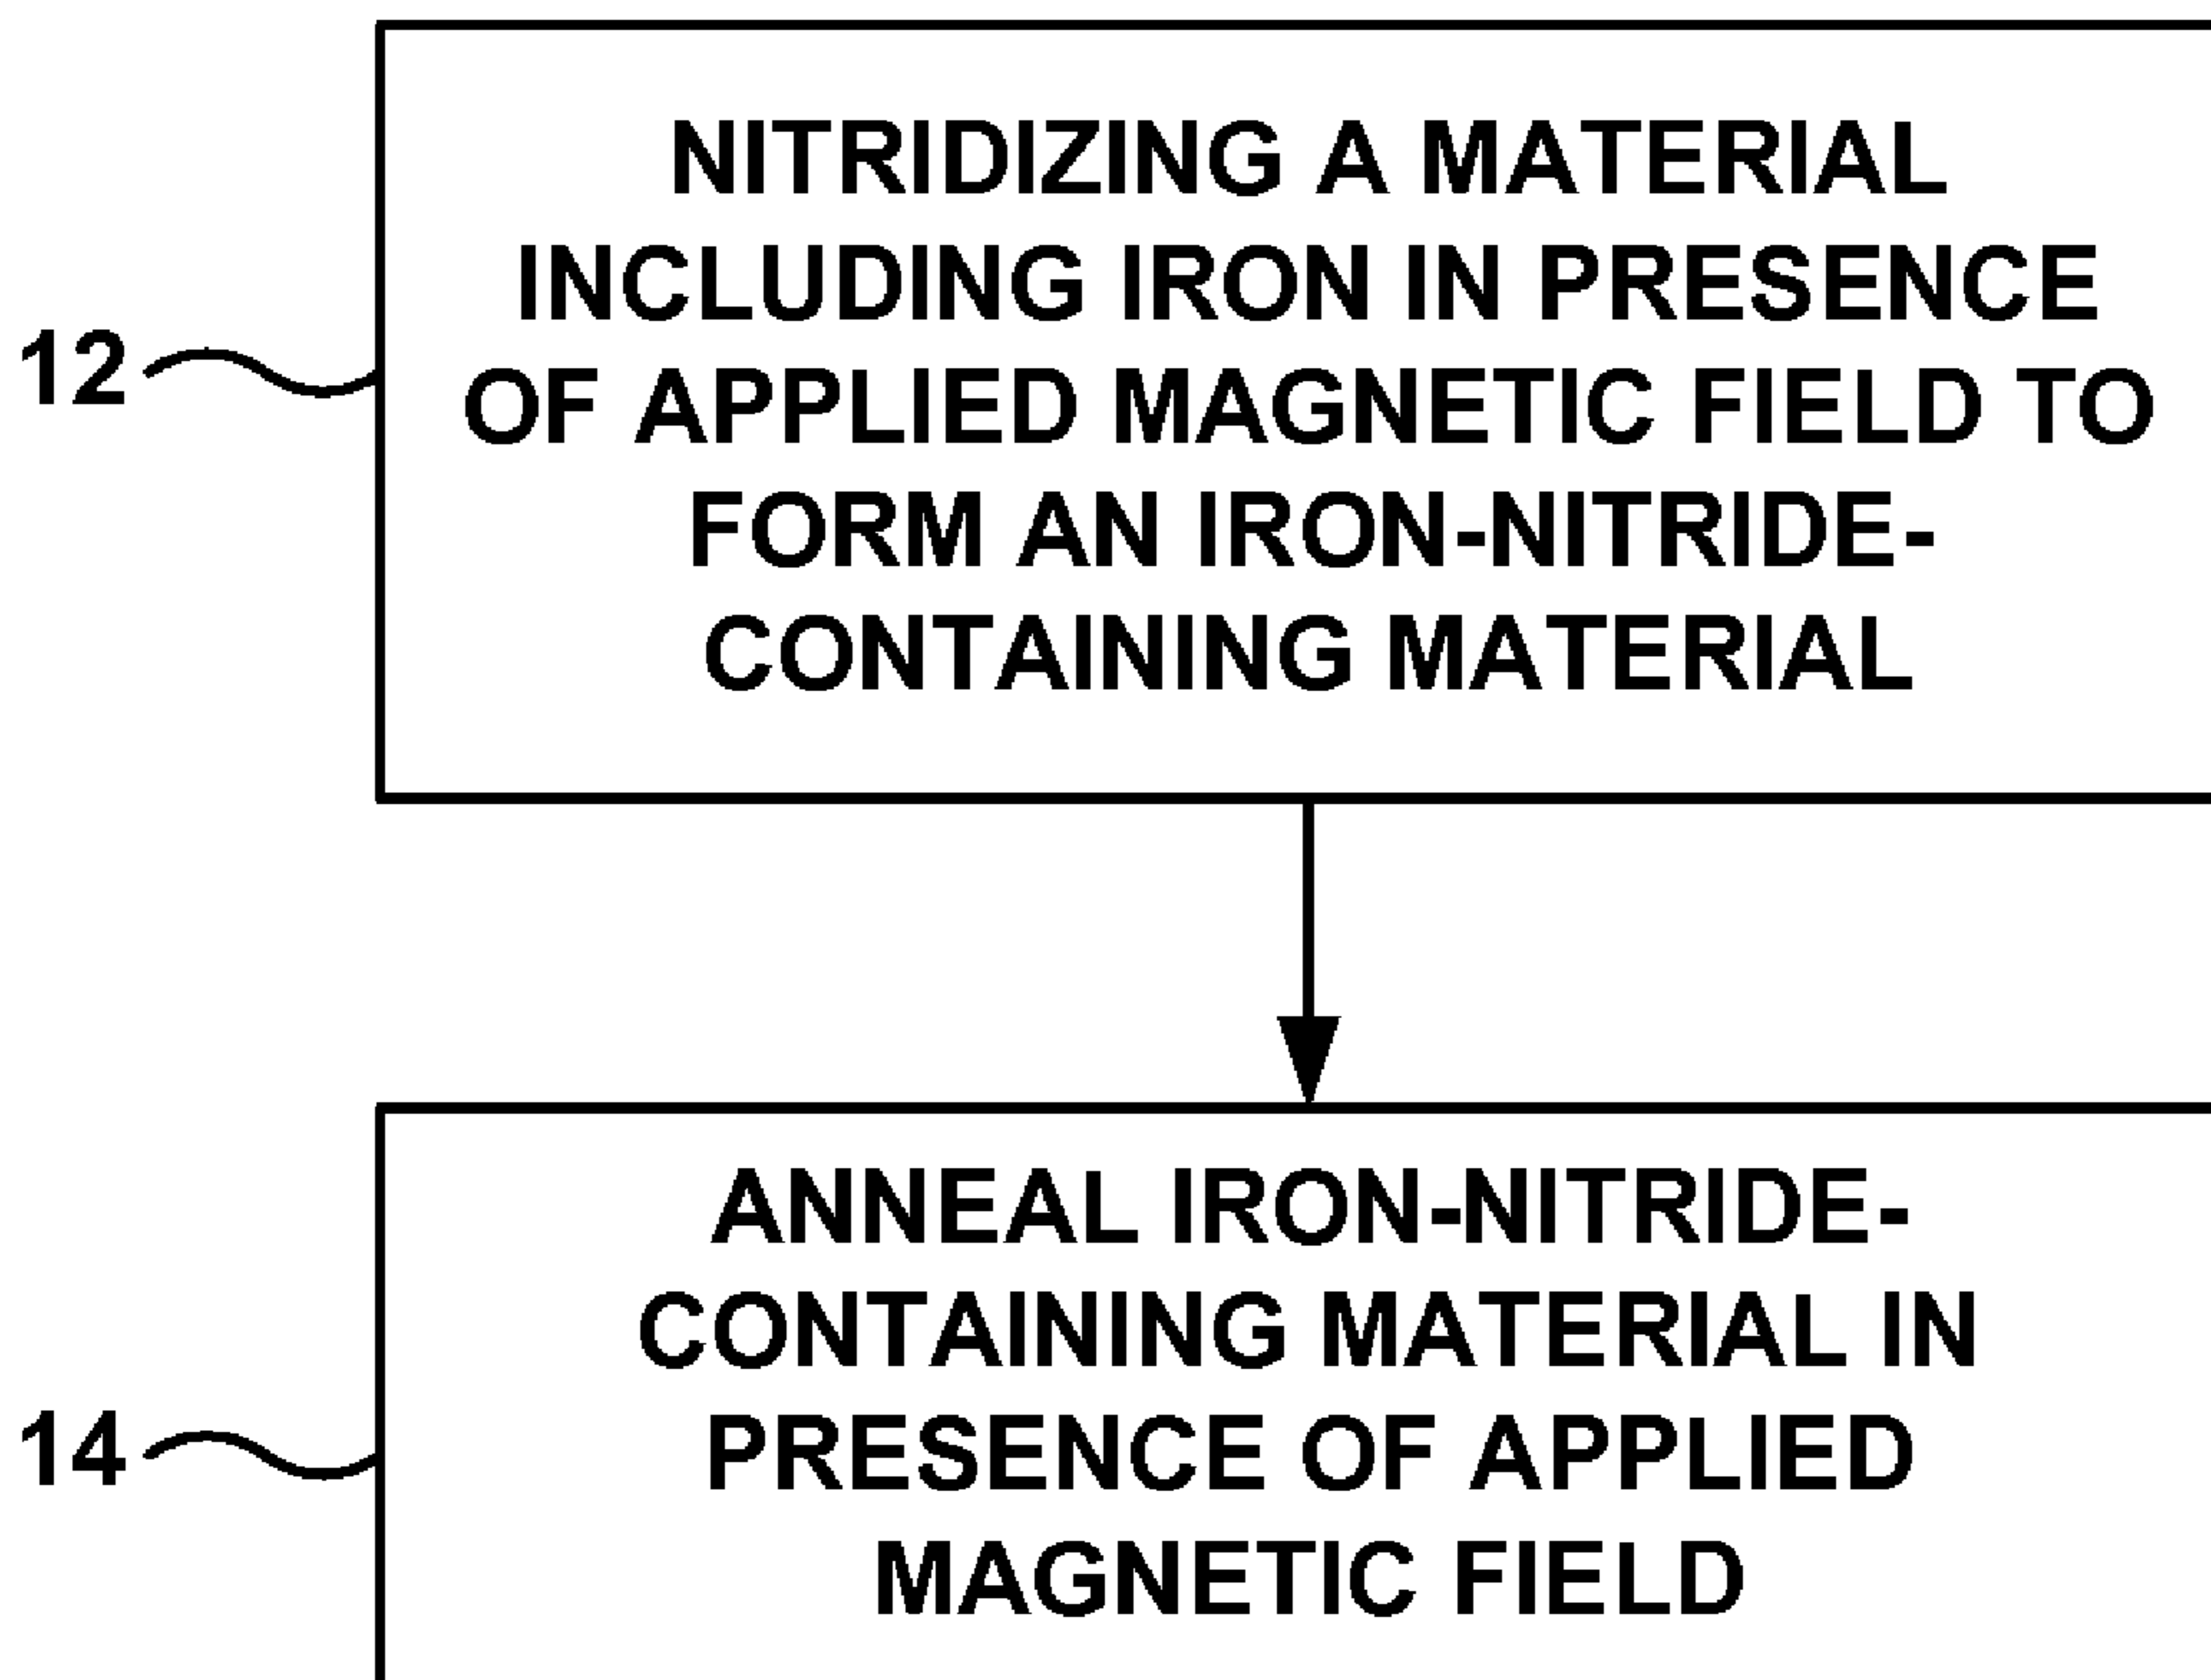 NITRIDIZING A MATERIAL
INCLUDING IRON IN PRESENCE
12
OF APPLIED MAGNETIC FIELD TO
FORM AN IRON-NITRIDE-
CONTAINING MATERIAL
ANNEAL IRON-NITRIDE-
CONTAINING MATERIAL IN
14
PRESENCE OF APPLIED
MAGNETIC FIELD